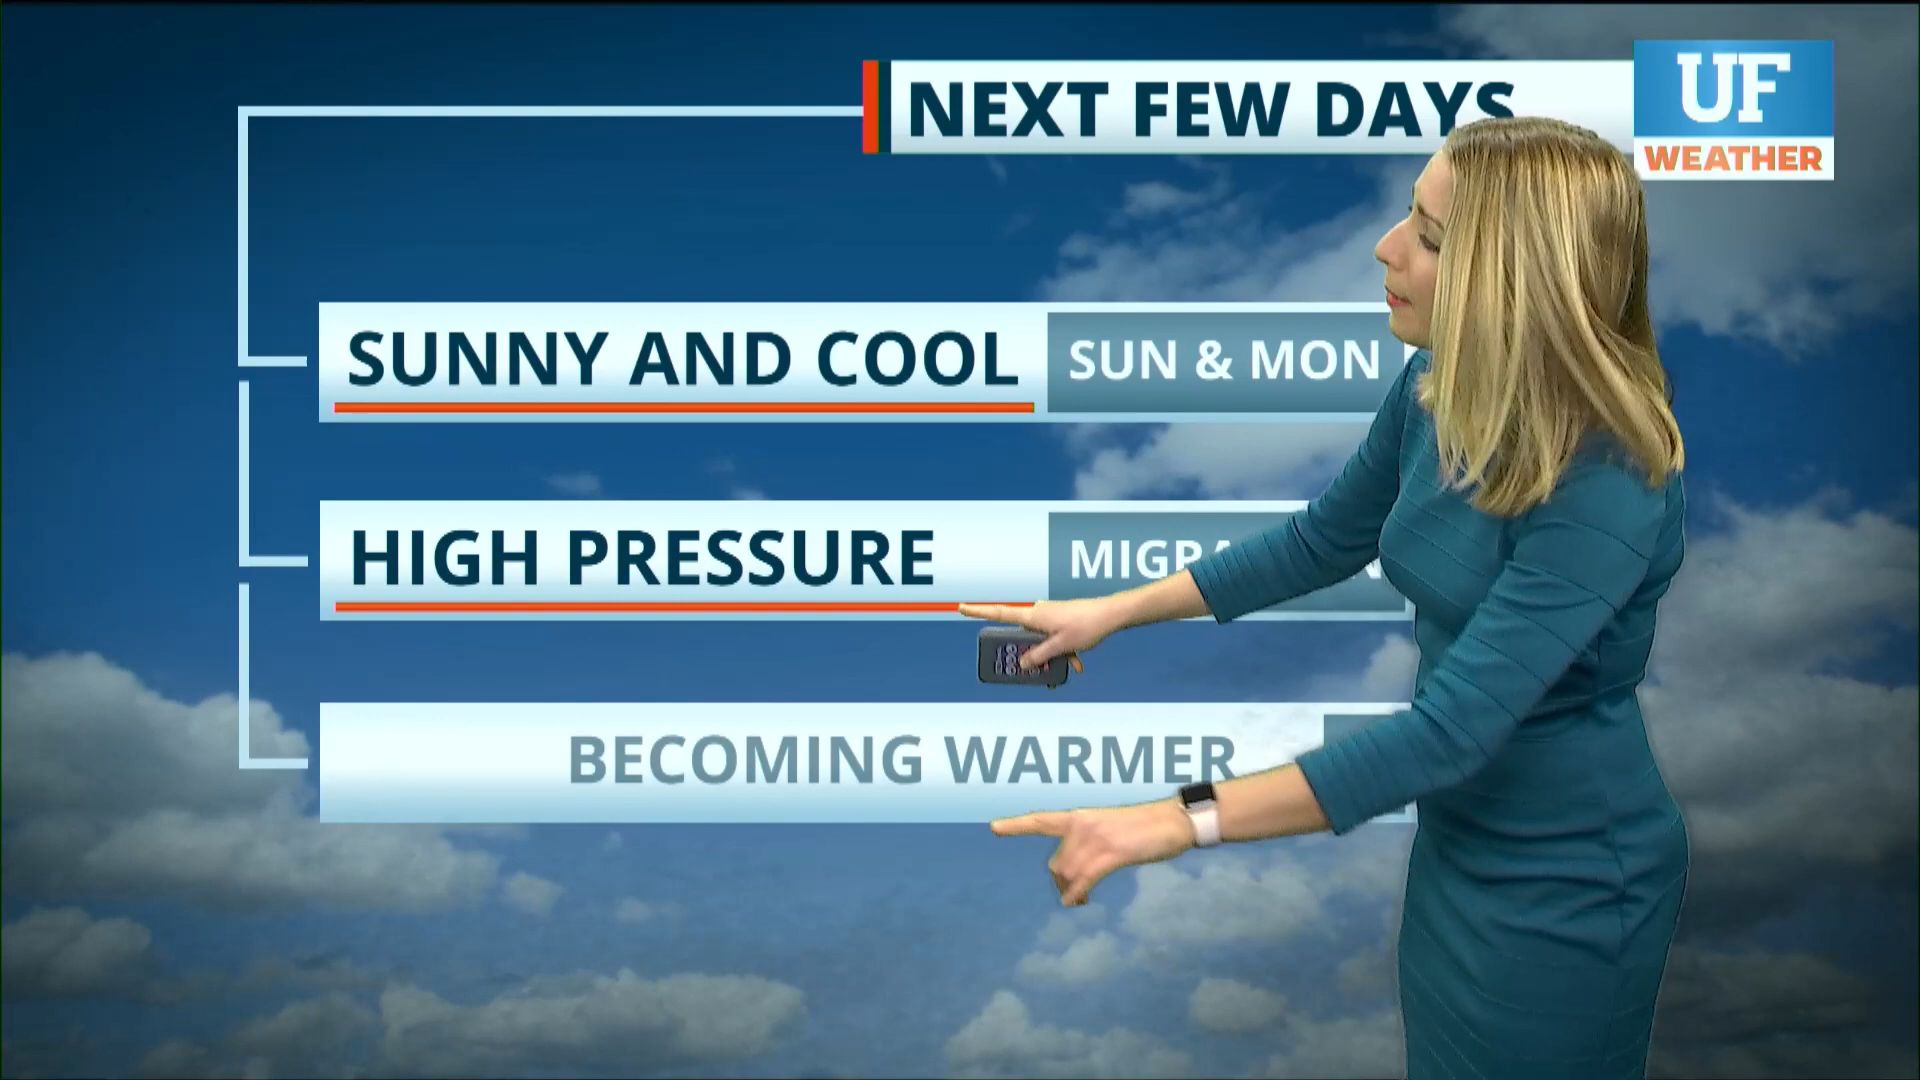 NEXT FEW DAYS
UF
WEATHER
SUNNY AND COOL
SUN & MON
HIGH PRESSURE
BECOMING WARMER